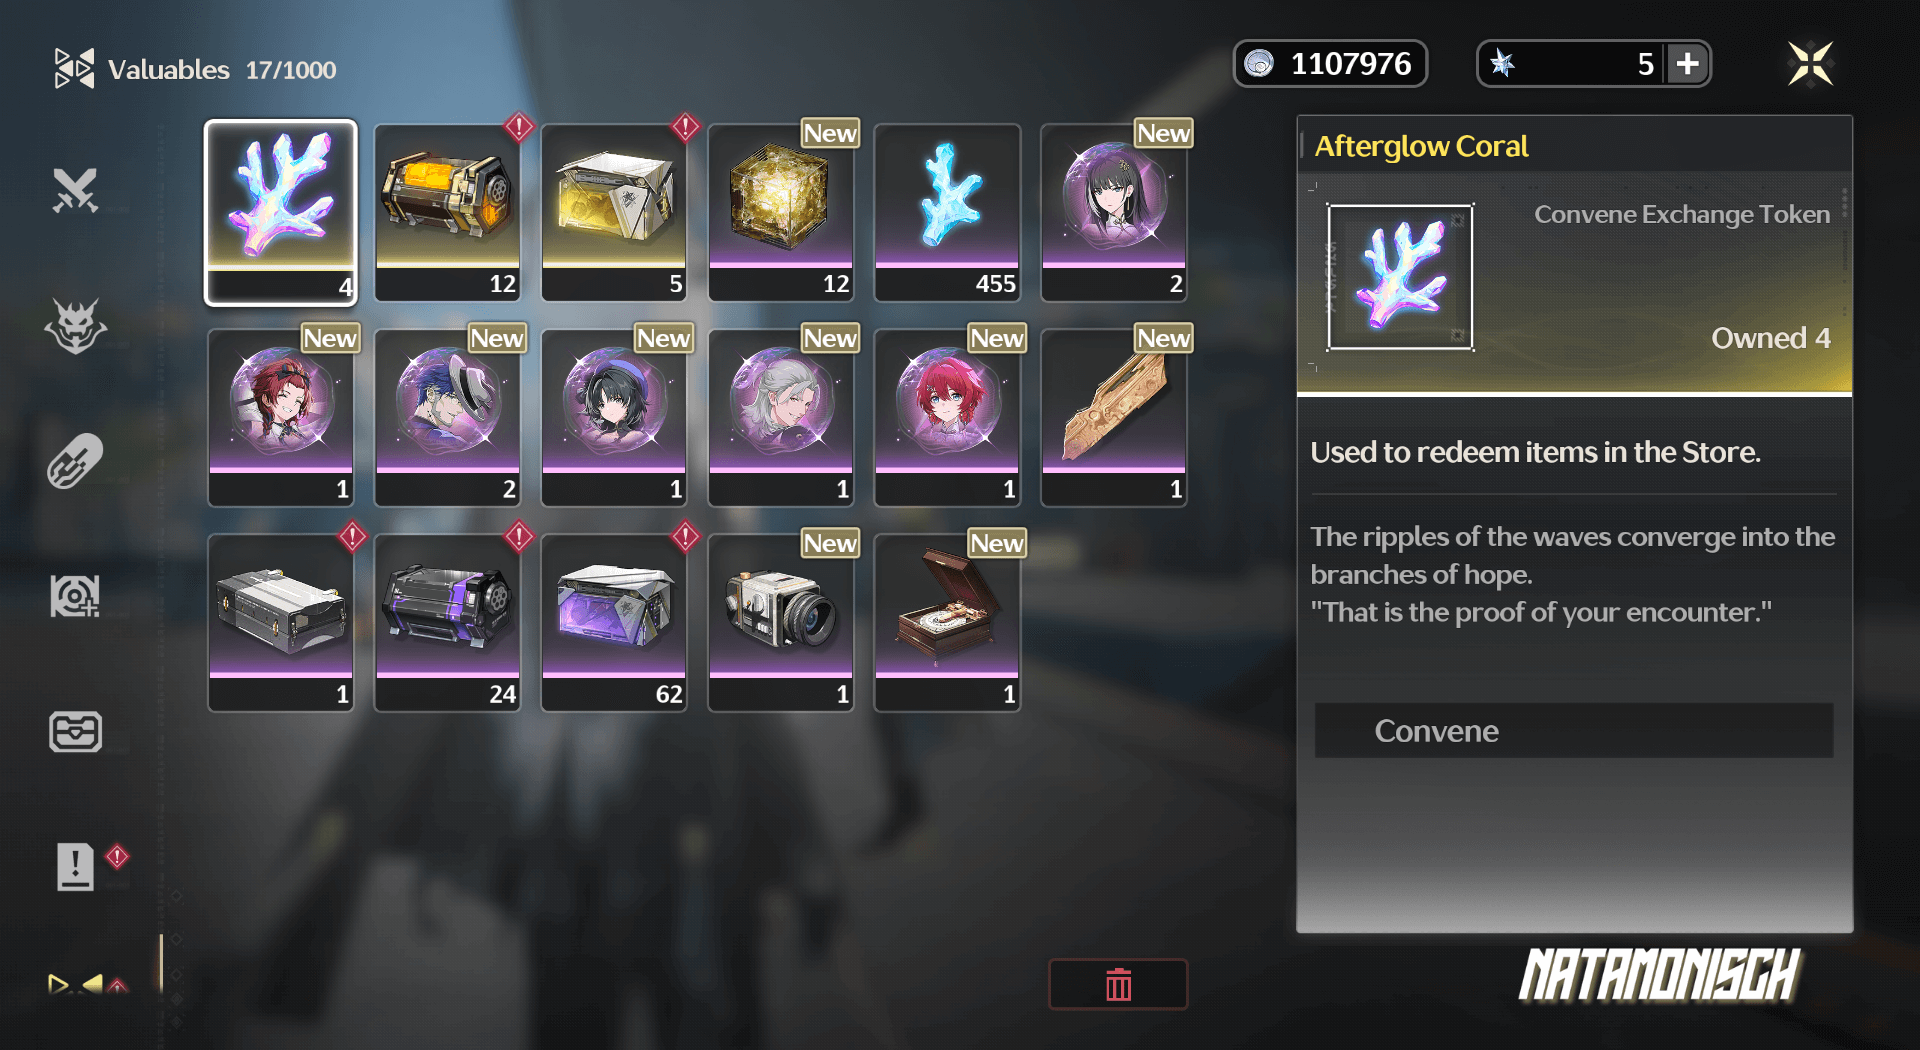 Valuables 17/1000
1107976
5
New
New
4
12
5
12
455
2
New
New
New
New
New
New
1
2
1
1
1
1
New
New
1
24
62
1
1
Afterglow Coral
Convene Exchange Token
Owned 4
Used to redeem items in the Store.
The ripples of the waves converge into the
branches of hope.
"That is the proof of your encounter."
Convene
NATAMONISCH